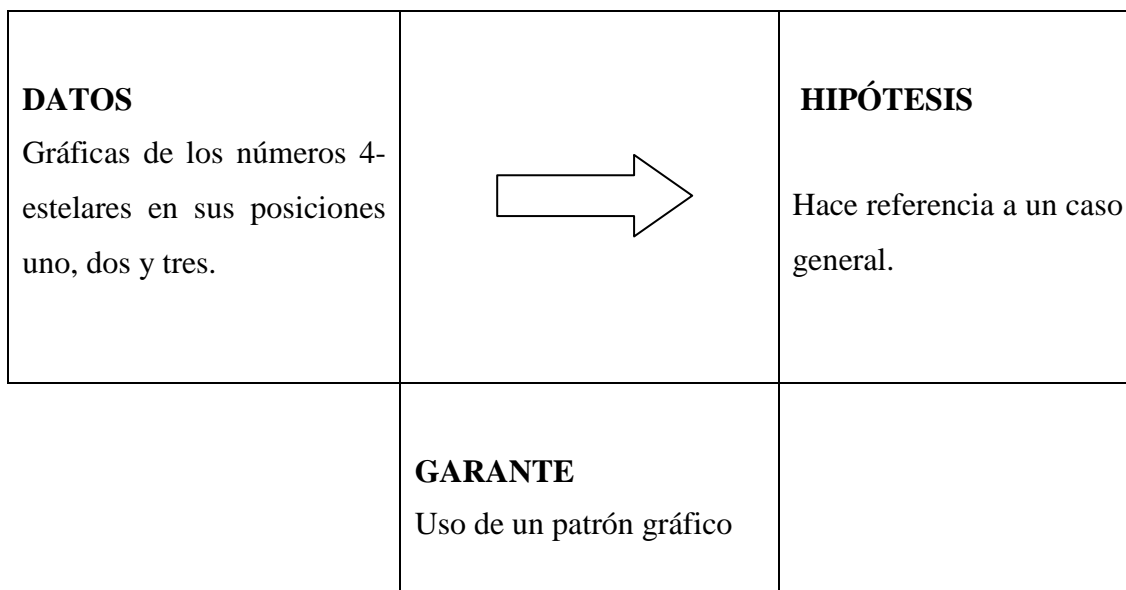 DATOS
Gráficas de los números 4-
estelares en sus posiciones
uno, dos y tres.
HIPÓTESIS
Hace referencia a un caso
general.
GARANTE
Uso de un patrón gráfico